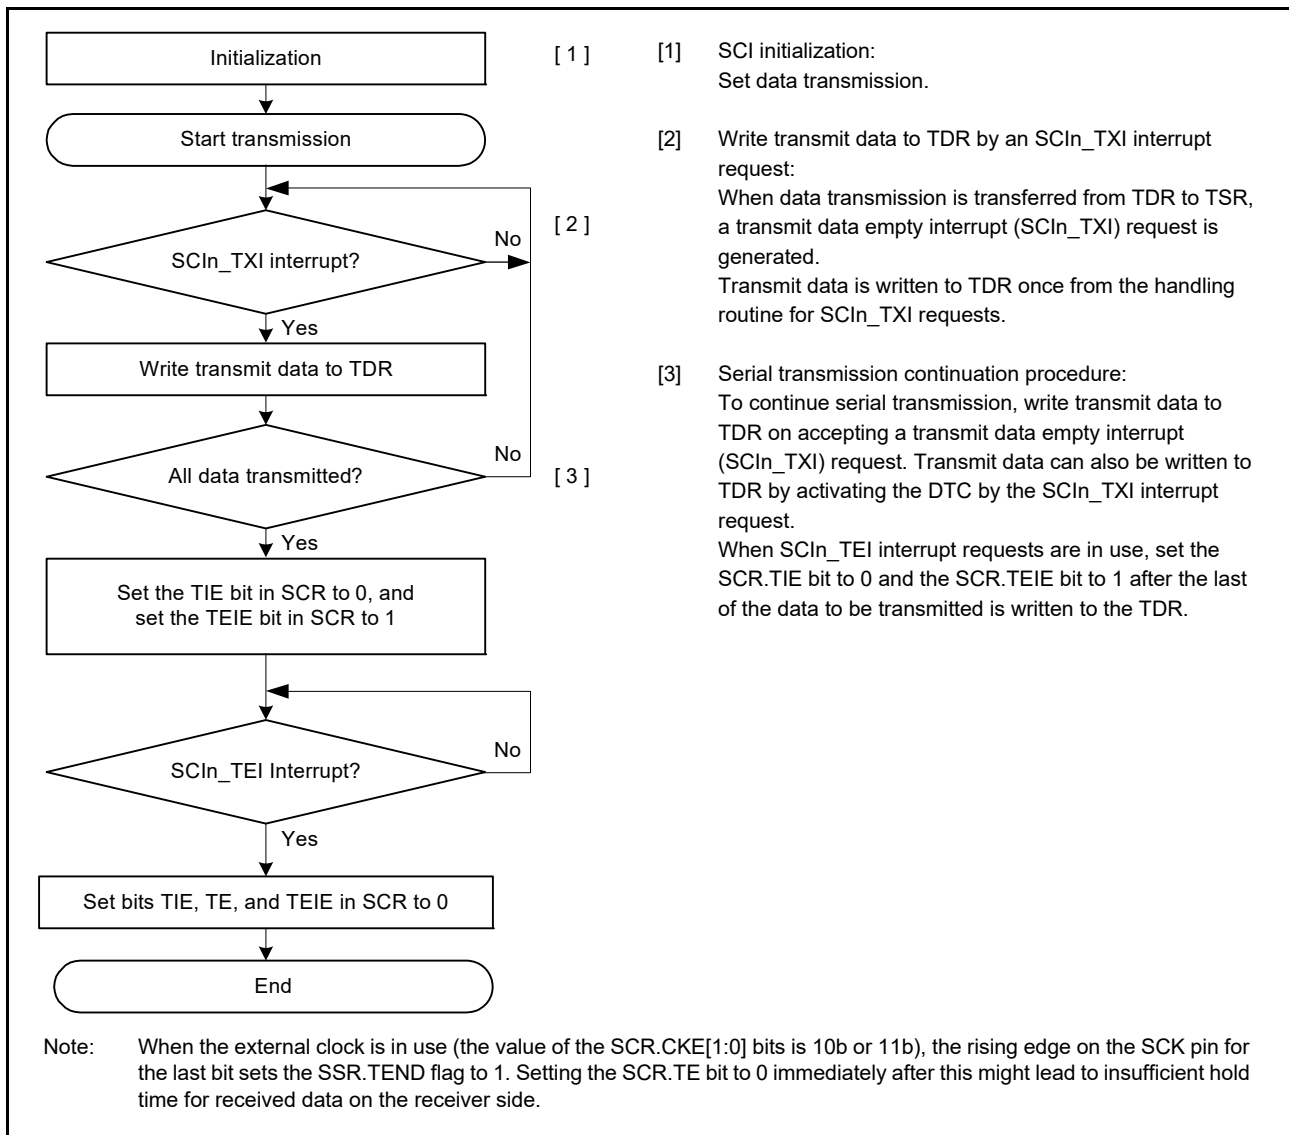 Initialization
[ 1 ]
Start transmission
[ 2 ]
No
SCIn_TXI interrupt?
Yes
Write transmit data to TDR
No
All data transmitted?
[ 3 ]
Yes
Set the TIE bit in SCR to 0, and
set the TEIE bit in SCR to 1
No
SCIn_TEI Interrupt?
Yes
Set bits TIE, TE, and TEIE in SCR to 0
End
[1] SCI initialization:
Set data transmission.
[2] Write transmit data to TDR by an SCIn_TXI interrupt
request:
When data transmission is transferred from TDR to TSR,
a transmit data empty interrupt (SCIn_TXI) request is
generated.
Transmit data is written to TDR once from the handling
routine for SCIn_TXI requests.
[3] Serial transmission continuation procedure:
To continue serial transmission, write transmit data to
TDR on accepting a transmit data empty interrupt
(SCIn_TXI) request. Transmit data can also be written to
TDR by activating the DTC by the SCIn_TXI interrupt
request.
When SCIn_TEI interrupt requests are in use, set the
SCR.TIE bit to 0 and the SCR.TEIE bit to 1 after the last
of the data to be transmitted is written to the TDR.
Note: When the external clock is in use (the value of the SCR.CKE[1:0] bits is 10b or 11b), the rising edge on the SCK pin for
the last bit sets the SSR.TEND flag to 1. Setting the SCR.TE bit to 0 immediately after this might lead to insufficient hold
time for received data on the receiver side.